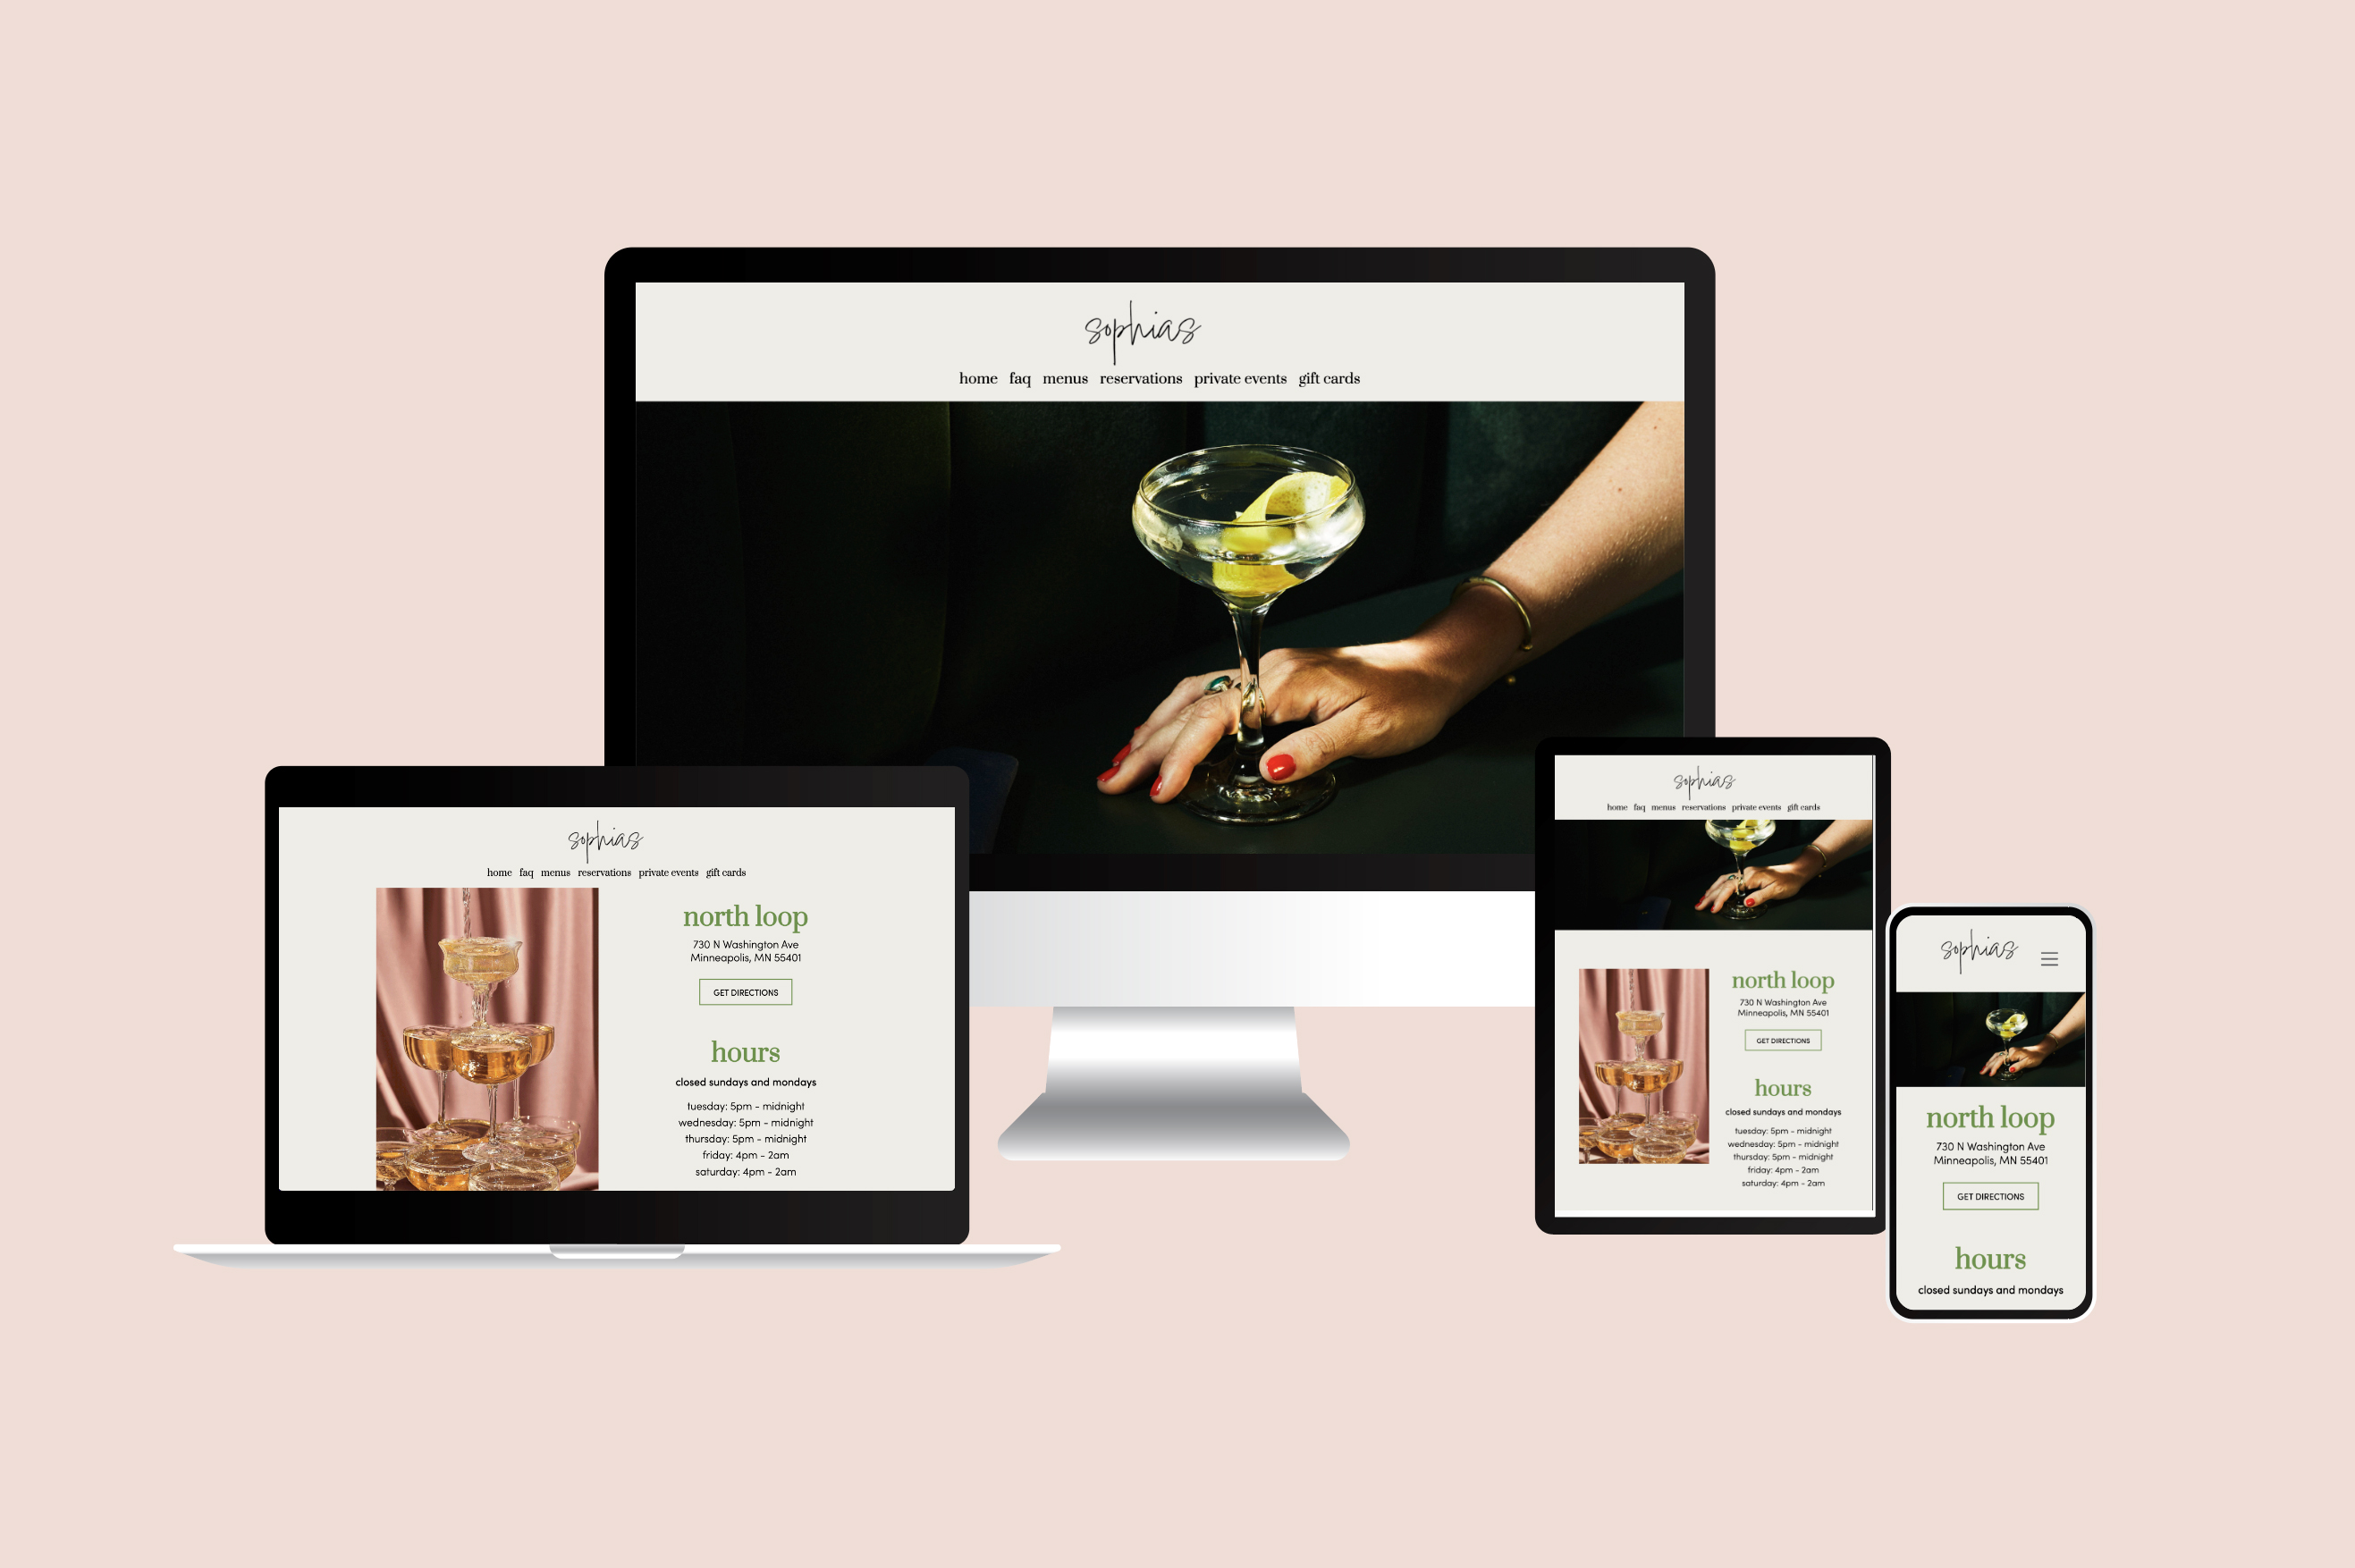 sophias
home faq menus reservations private events gift cards
sophias
home faq menus reservations private events gift cards
north loop
730 N Washington Ave
Minneapolis, MN 55401
GET DIRECTIONS
hours
closed sundays and mondays
tuesday: 5pm - midnight
wednesday: 5pm - midnight
thursday: 5pm - midnight
friday: 4pm - 2am
saturday: 4pm - 2am
sophias
home faq menus reservations private events gift cards
north loop
730 N Washington Ave
Minneapolis, MN 55401
GET DIRECTIONS
hours
closed sundays and mondays
tuesday: 5pm - midnight
wednesday: 5pm - midnight
thursday: 5pm - midnight
friday: 4pm - 2am
saturday: 4pm - 2am
sophias
north loop
730 N Washington Ave
Minneapolis, MN 55401
GET DIRECTIONS
hours
closed sundays and mondays